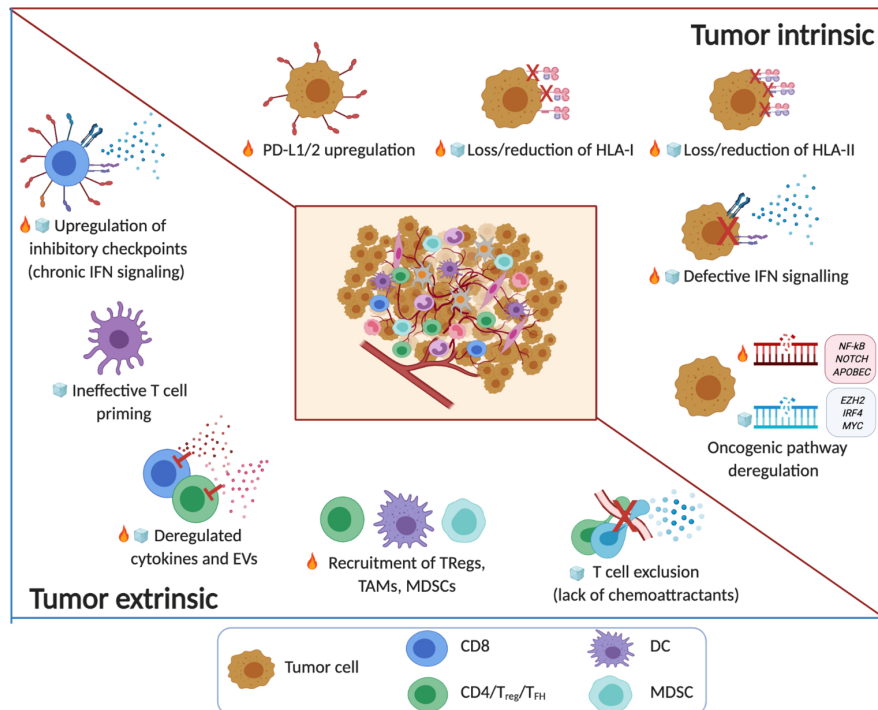 Tumor intrinsic
PD-L1/2 upregulation
Loss/reduction of HLA-I
Loss/reduction of HLA-II
Upregulation of
inhibitory checkpoints
(chronic IFN signaling)
Defective IFN signalling
Ineffective T cell
priming
NF-kB
NOTCH
APOBEC
EZH2
IRF4
MYC
Oncogenic pathway
deregulation
Deregulated
cytokines and EVs
Recruitment of TRegs,
TAMs, MDSCs
T cell exclusion
(lack of chemoattractants)
Tumor extrinsic
Tumor cell
CD8
DC
CD4/Treg/TFH
MDSC